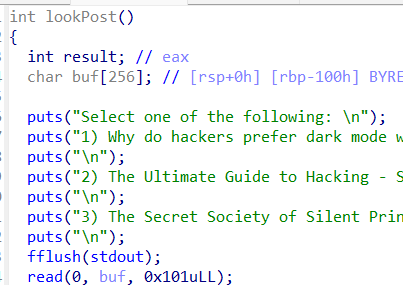 int lookPost()
{
int result; // eax
char buf[256]; // [rsp+0h] [rbp-100h] BYRE
puts("Select one of the following: \n");
puts("1) Why do hackers prefer dark mode w
puts("\n");
puts("2) The Ultimate Guide to Hacking - S
puts("\n");
puts("3) The Secret Society of Silent Prin
puts("\n");
fflush(stdout);
read(0, buf, 0x101uLL);